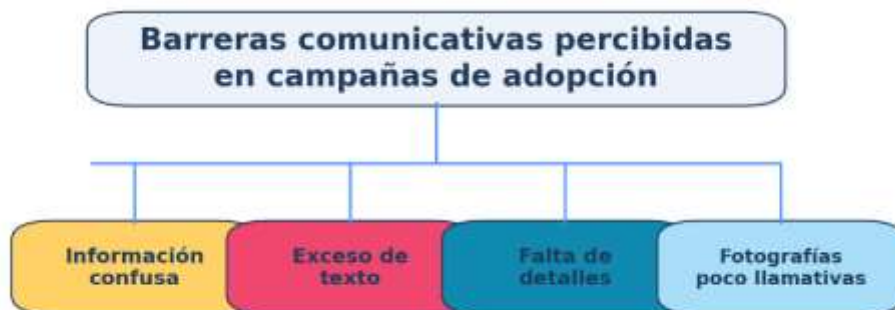 Barreras comunicativas percibidas
en campañas de adopción
Información
confusa
Exceso de
texto
Falta de
detalles
Fotografías
poco llamativas